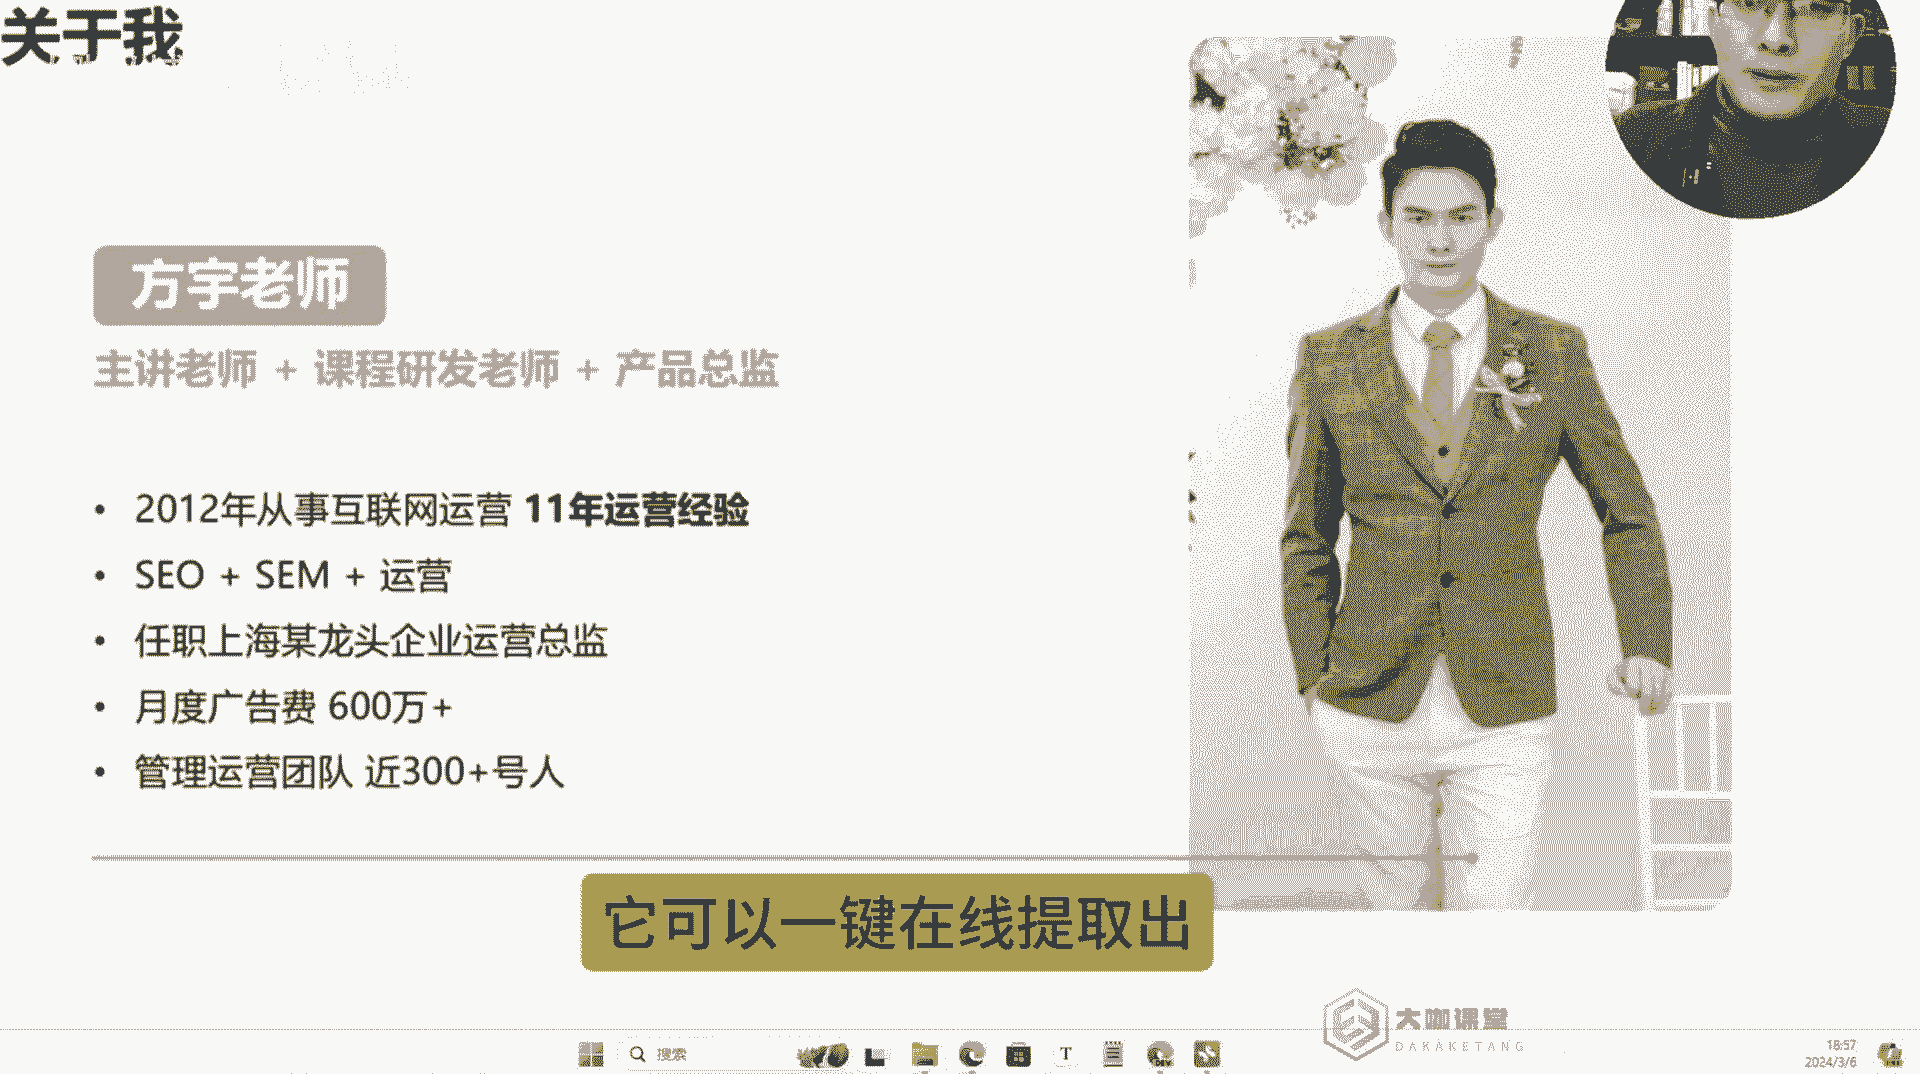 关于我
方宇老师
主讲老师 + 课程研发老师 + 产品总监
• 2012年从事互联网运营 11年运营经验
• SEO + SEM + 运营
• 任职上海某龙头企业运营总监
• 月度广告费 600万+
• 管理运营团队 近300+号人
它可以一键在线提取出
大咖课堂
DAKAKETANG
搜索
18:57
2024/3/6